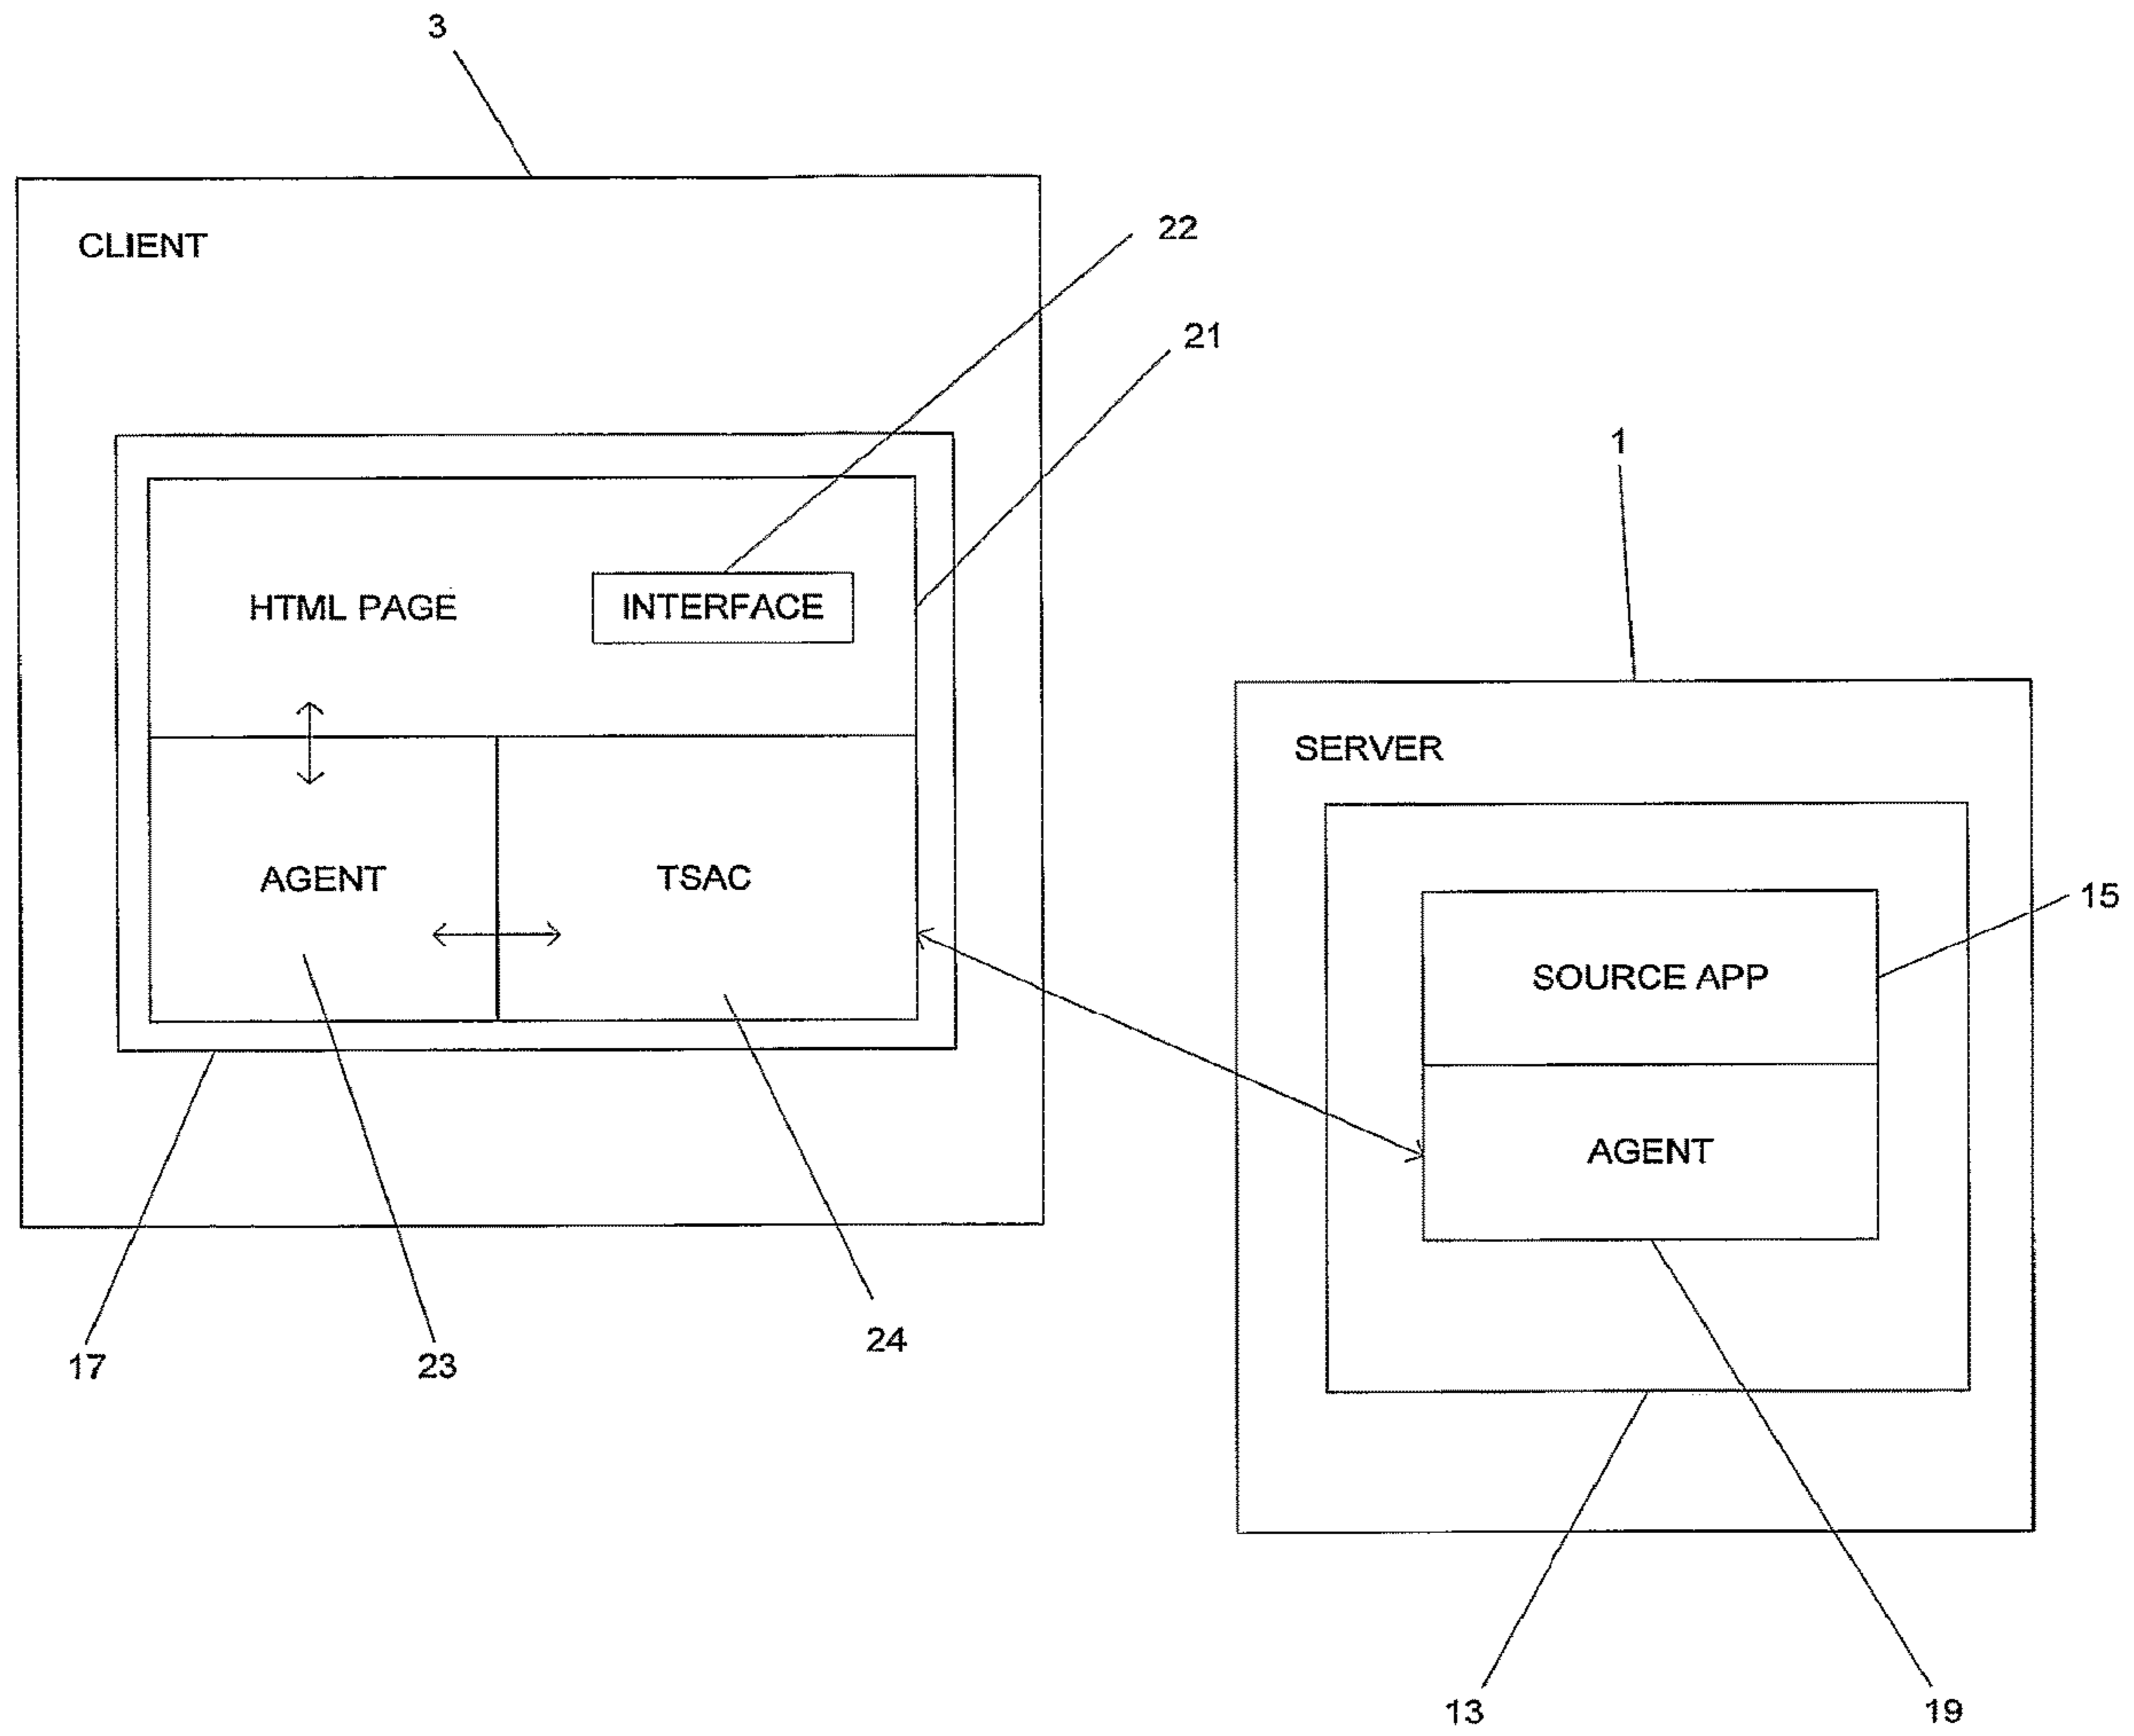 3
CLIENT
22
21
HTML PAGE
INTERFACE
1
SERVER
AGENT
TSAC
15
SOURCE APP
AGENT
17
23
24
13
19